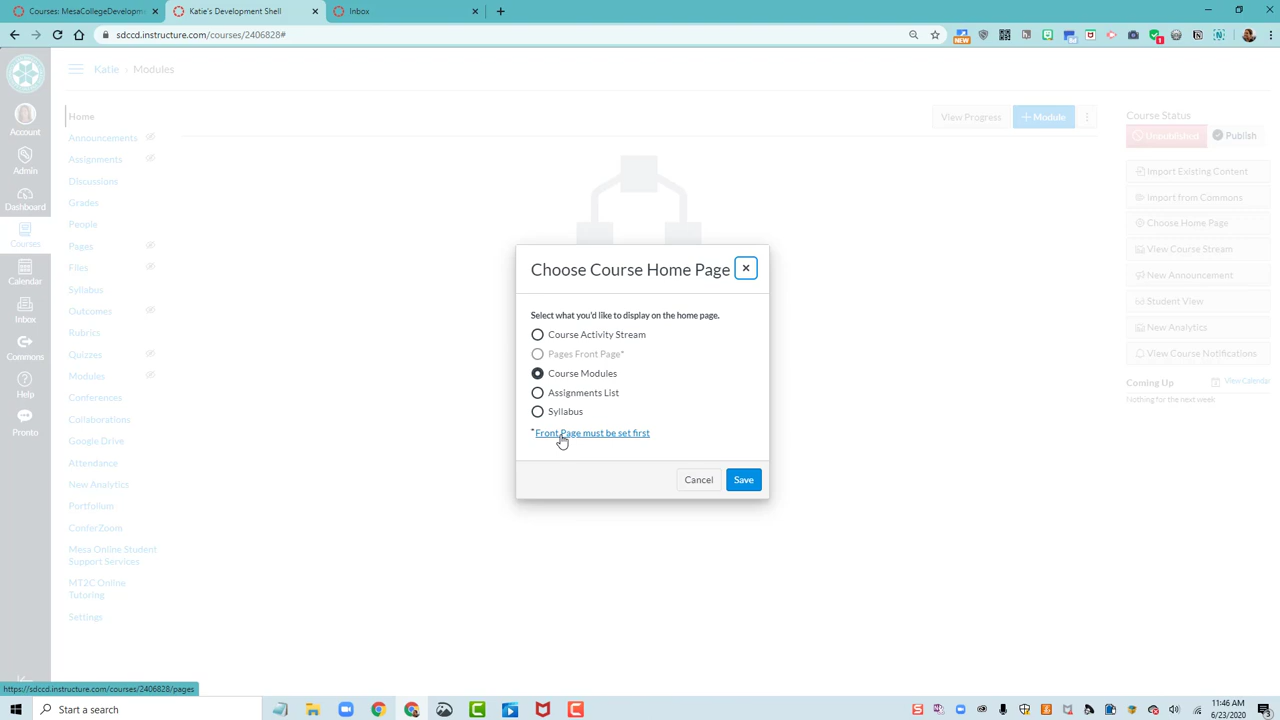 Courses: MesaCollegeDevelopm
Katie's Development Shell
Inbox
sdccd.instructure.com/courses/2406828#
NEW
Katie › Modules
Account
Admin
Dashboard
Courses
Calendar
Inbox
Commons
Help
Pronto
Home
Announcements
Assignments
Discussions
Grades
People
Pages
Files
Syllabus
Outcomes
Rubrics
Quizzes
Modules
Conferences
Collaborations
Google Drive
Attendance
New Analytics
Portfolium
ConferZoom
Mesa Online Student
Support Services
MT2C Online
Tutoring
Settings
View Progress
+ Module
Choose Course Home Page
Select what you'd like to display on the home page.
Course Activity Stream
Pages Front Page*
Course Modules
Assignments List
Syllabus
*Front Page must be set first
Cancel
Save
Course Status
Unpublished
Publish
Import Existing Content
Import from Commons
Choose Home Page
View Course Stream
New Announcement
Student View
New Analytics
View Course Notifications
Coming Up
View Calendar
Nothing for the next week
https://sdccd.instructure.com/courses/2406828/pages
Start a search
11:46 AM
6/23/2020